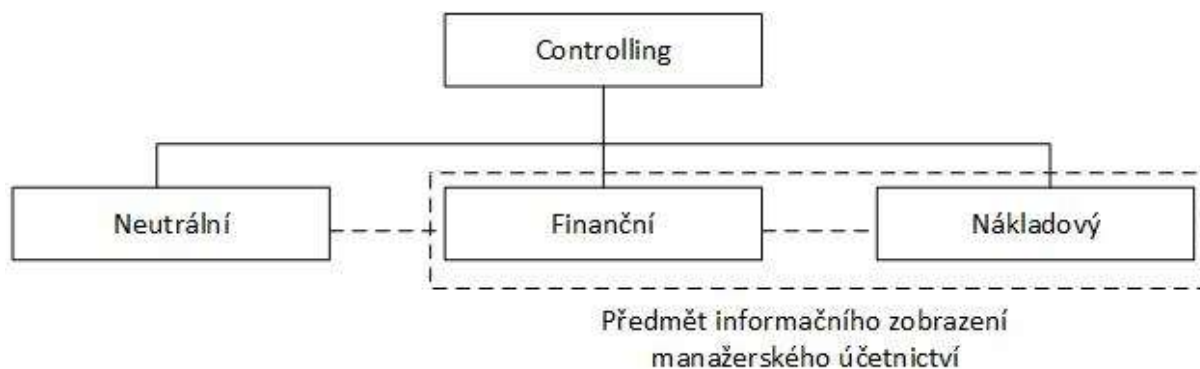 Controlling
Neutrální
Finanční
Nákladový
Předmět informačního zobrazení
manažerského účetnictví